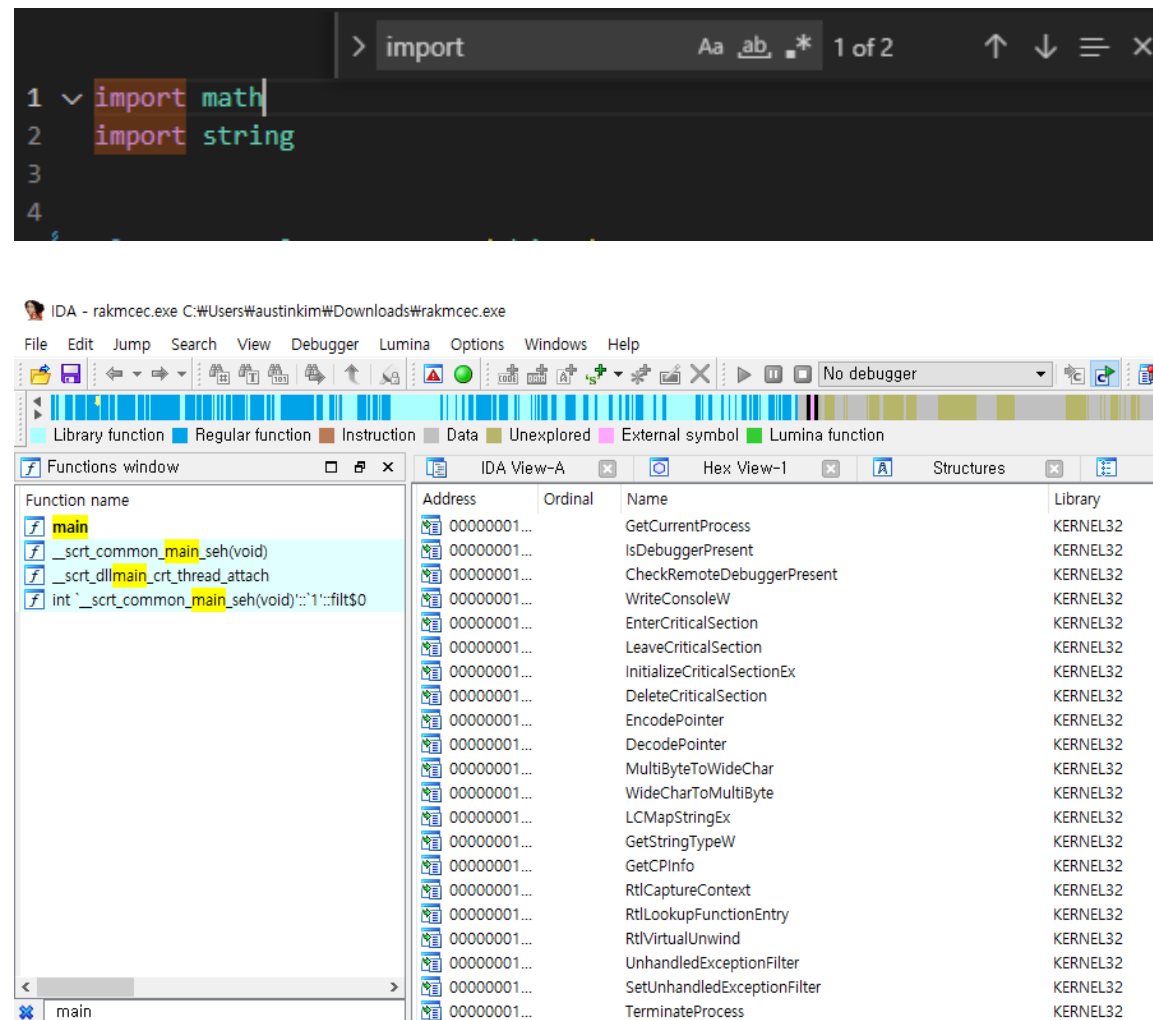 import Aa ab, .* 1 of 2
1 import math
2 import string
3
4
IDA - rakmcec.exe C:₩Users₩austinkim₩Downloads₩rakmcec.exe
File Edit Jump Search View Debugger Lumina Options Windows Help
No debugger
Library function Regular function Instruction Data Unexplored External symbol Lumina function
Functions window IDA View-A Hex View-1 Structures
Function name Address Ordinal Name Library
main 00000001... GetCurrentProcess KERNEL32
__scrt_common_main_seh(void) 00000001... IsDebuggerPresent KERNEL32
__scrt_dllmain_crt_thread_attach 00000001... CheckRemoteDebuggerPresent KERNEL32
int `__scrt_common_main_seh(void)'::`1'::filt$0 00000001... WriteConsoleW KERNEL32
00000001... EnterCriticalSection KERNEL32
00000001... LeaveCriticalSection KERNEL32
00000001... InitializeCriticalSectionEx KERNEL32
00000001... DeleteCriticalSection KERNEL32
00000001... EncodePointer KERNEL32
00000001... DecodePointer KERNEL32
00000001... MultiByteToWideChar KERNEL32
00000001... WideCharToMultiByte KERNEL32
00000001... LCMapStringEx KERNEL32
00000001... GetStringTypeW KERNEL32
00000001... GetCPInfo KERNEL32
00000001... RtlCaptureContext KERNEL32
00000001... RtlLookupFunctionEntry KERNEL32
00000001... RtlVirtualUnwind KERNEL32
00000001... UnhandledExceptionFilter KERNEL32
00000001... SetUnhandledExceptionFilter KERNEL32
main 00000001... TerminateProcess KERNEL32